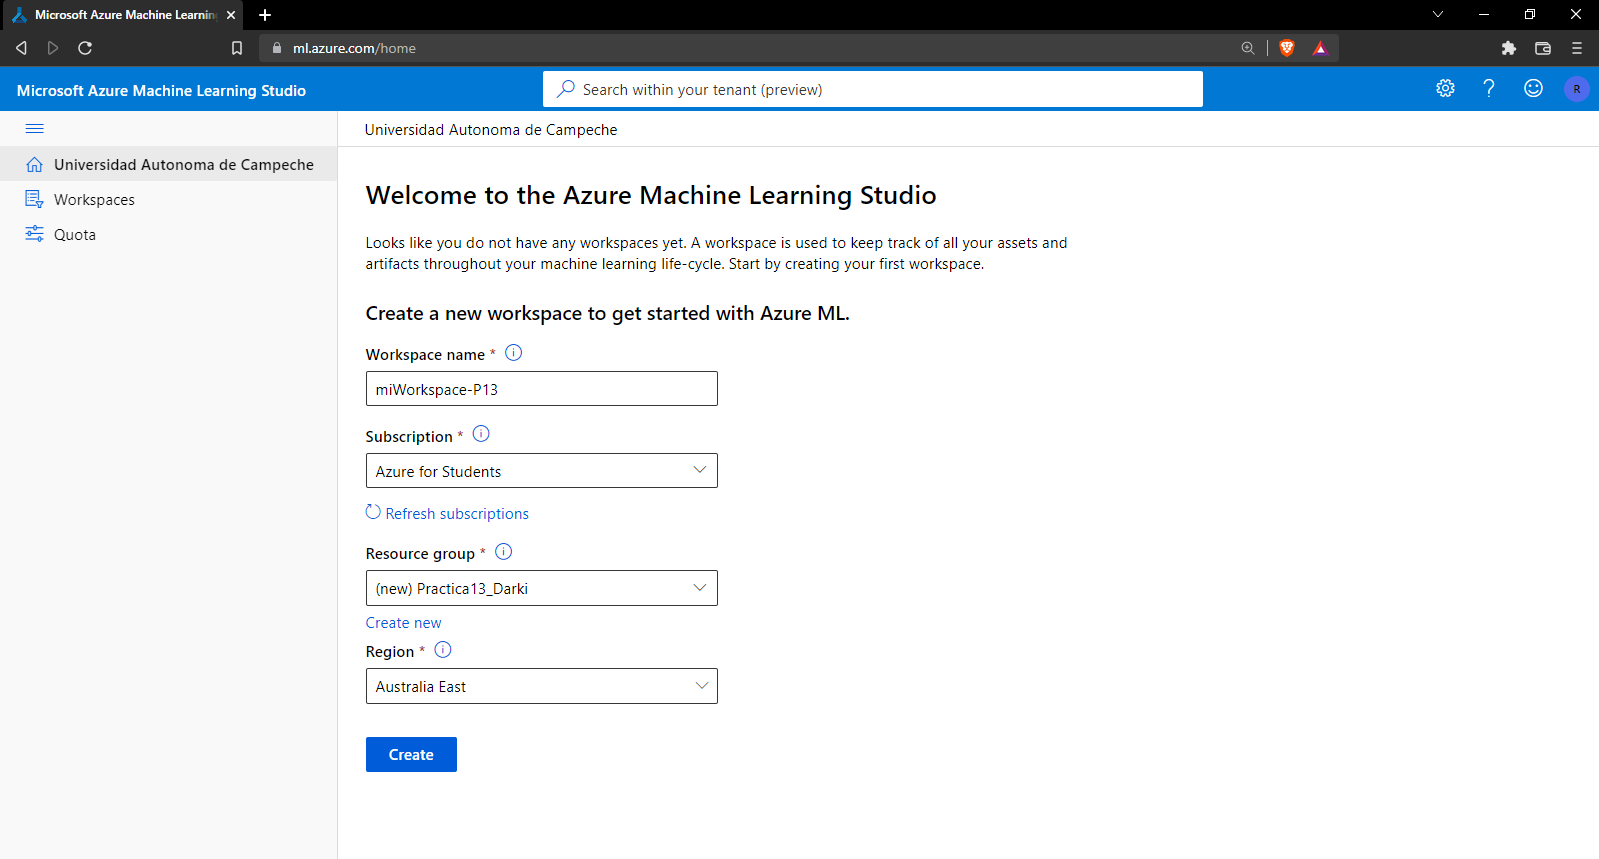 Microsoft Azure Machine Learning
ml.azure.com/home
Microsoft Azure Machine Learning Studio
Search within your tenant (preview)
R
Universidad Autonoma de Campeche
Workspaces
Quota
Universidad Autonoma de Campeche
Welcome to the Azure Machine Learning Studio
Looks like you do not have any workspaces yet. A workspace is used to keep track of all your assets and
artifacts throughout your machine learning life-cycle. Start by creating your first workspace.
Create a new workspace to get started with Azure ML.
Workspace name *
miWorkspace-P13
Subscription *
Azure for Students
Refresh subscriptions
Resource group *
(new) Practica13_Darki
Create new
Region *
Australia East
Create